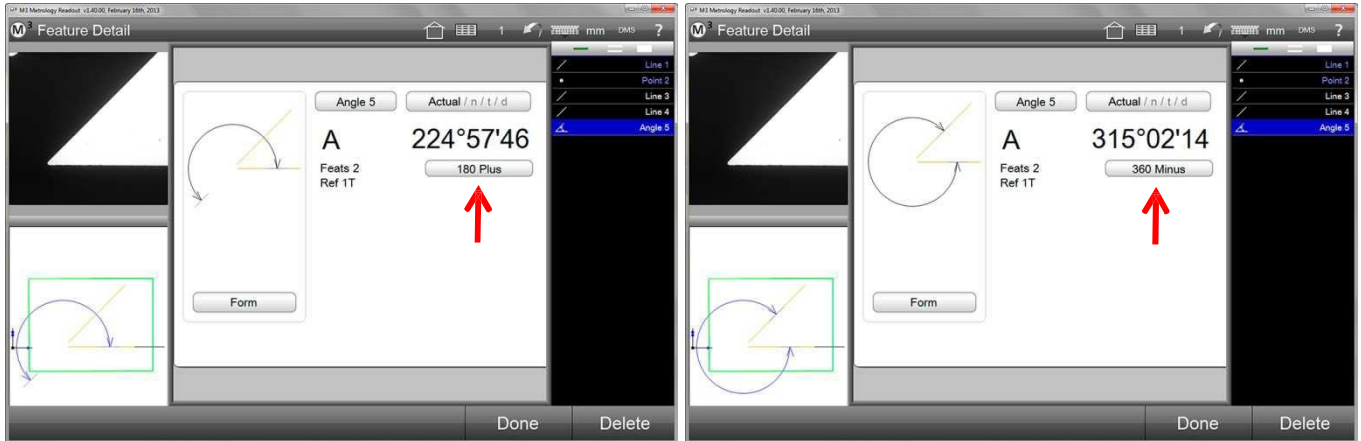 M3 Metrology Readout v1.40.00, February 16th, 2013
M³ Feature Detail 1 mm DMS ?
Line 1
Point 2
Line 3
Line 4
Angle 5
Angle 5 Actual / n / t / d
A 224°57'46
180 Plus
Feats 2
Ref 1T
Form
Done Delete
M3 Metrology Readout v1.40.00, February 16th, 2013
M³ Feature Detail 1 mm DMS ?
Line 1
Point 2
Line 3
Line 4
Angle 5
Angle 5 Actual / n / t / d
A 315°02'14
360 Minus
Feats 2
Ref 1T
Form
Done Delete